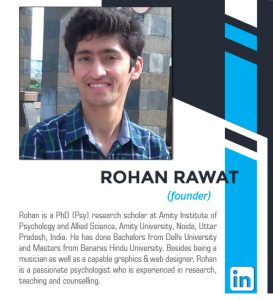 ROHAN RAWAT
(founder)
Rohan is a PhD (Psy) research scholar at Amity Institute of
Psychology and Allied Science, Amity University, Noida, Uttar
Pradesh, India. He has done Bachelors from Delhi University
and Masters from Banaras Hindu University. Besides being a
musician as well as a capable graphics & web designer, Rohan
is a passionate psychologist who is experienced in research,
teaching and counselling.
in